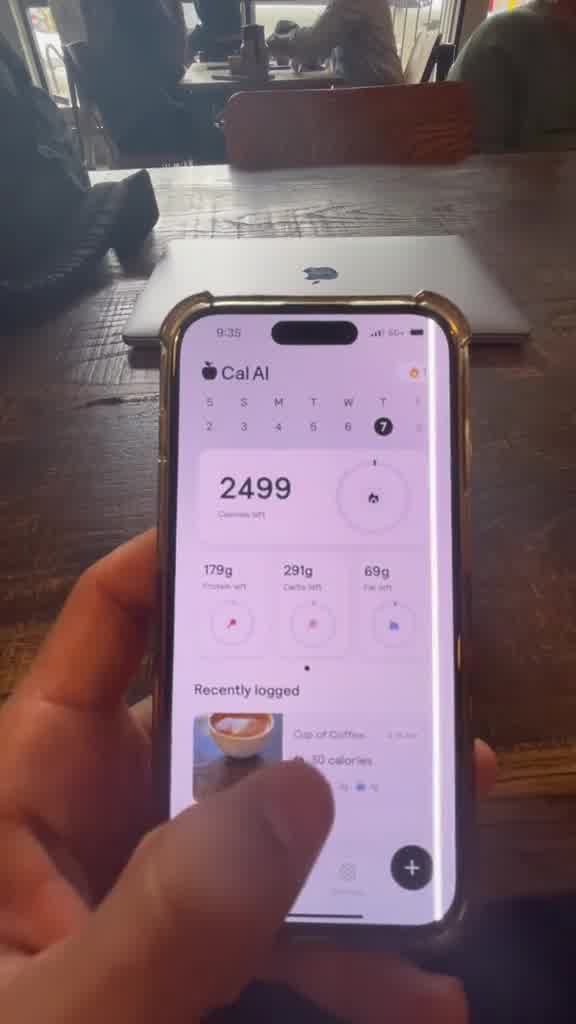 9:35
Cal AI
S S M T W T
2 3 4 5 6 7
2499
Calories left
179g 291g 69g
Protein left Carbs left Fat left
Recently logged
Cup of Coffee
30 calories
+